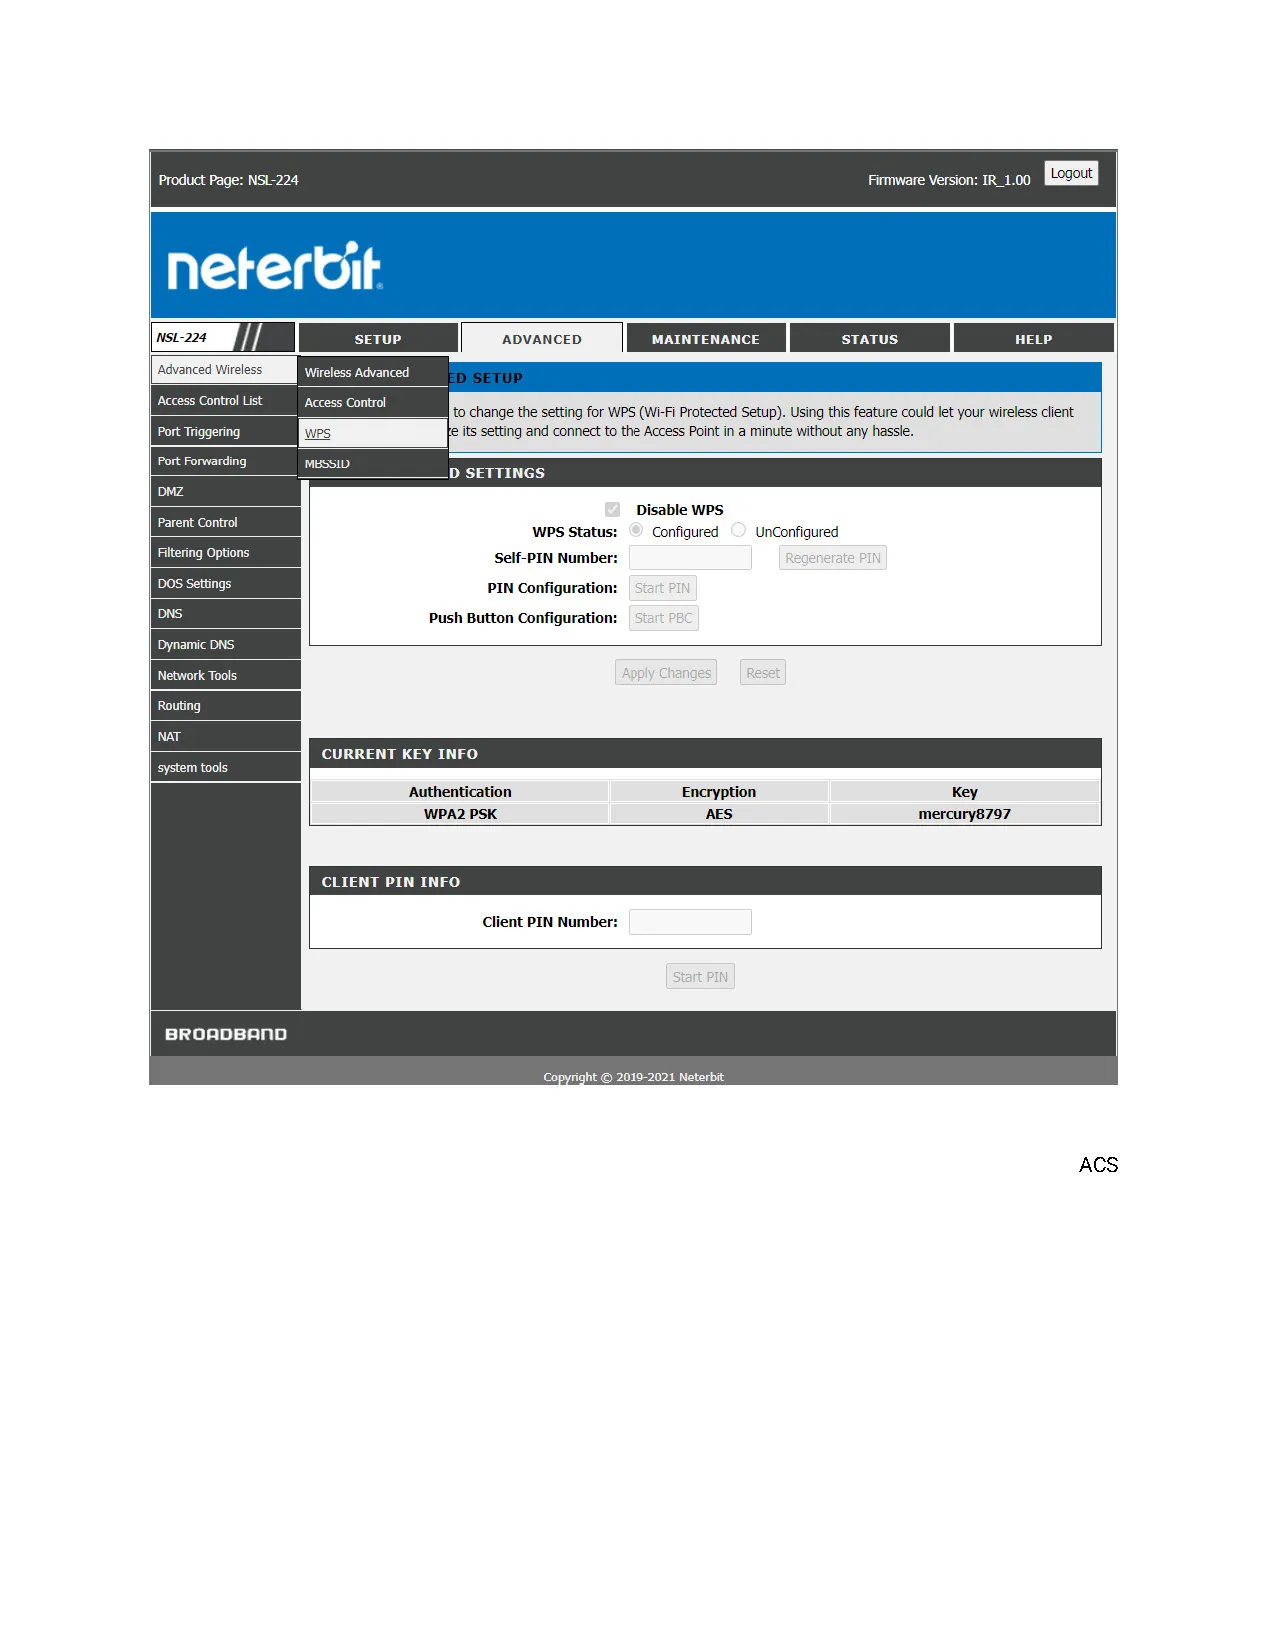 Product Page: NSL-224
Firmware Version: IR_1.00
Logout
neterbit®
NSL-224
SETUP
ADVANCED
MAINTENANCE
STATUS
HELP
Advanced Wireless
Access Control List
Port Triggering
Port Forwarding
DMZ
Parent Control
Filtering Options
DOS Settings
DNS
Dynamic DNS
Network Tools
Routing
NAT
system tools
Wireless Advanced
Access Control
WPS
MBSSID
ED SETUP
to change the setting for WPS (Wi-Fi Protected Setup). Using this feature could let your wireless client
ze its setting and connect to the Access Point in a minute without any hassle.
D SETTINGS
Disable WPS
WPS Status: Configured UnConfigured
Self-PIN Number: Regenerate PIN
PIN Configuration: Start PIN
Push Button Configuration: Start PBC
Apply Changes Reset
CURRENT KEY INFO
Authentication Encryption Key
WPA2 PSK AES mercury8797
CLIENT PIN INFO
Client PIN Number:
Start PIN
BROADBAND
Copyright © 2019-2021 Neterbit
ACS